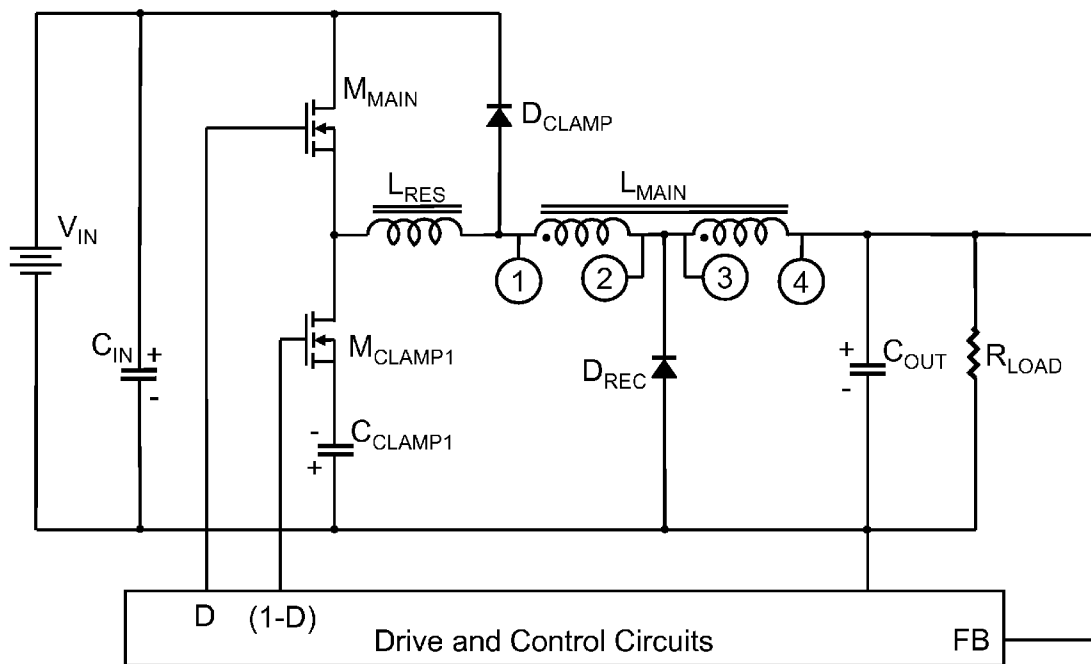 M_MAIN
D_CLAMP
L_RES
L_MAIN
V_IN
1
2
3
4
C_IN
+
-
M_CLAMP1
D_REC
+
-
C_OUT
R_LOAD
-
+
C_CLAMP1
D
(1-D)
Drive and Control Circuits
FB